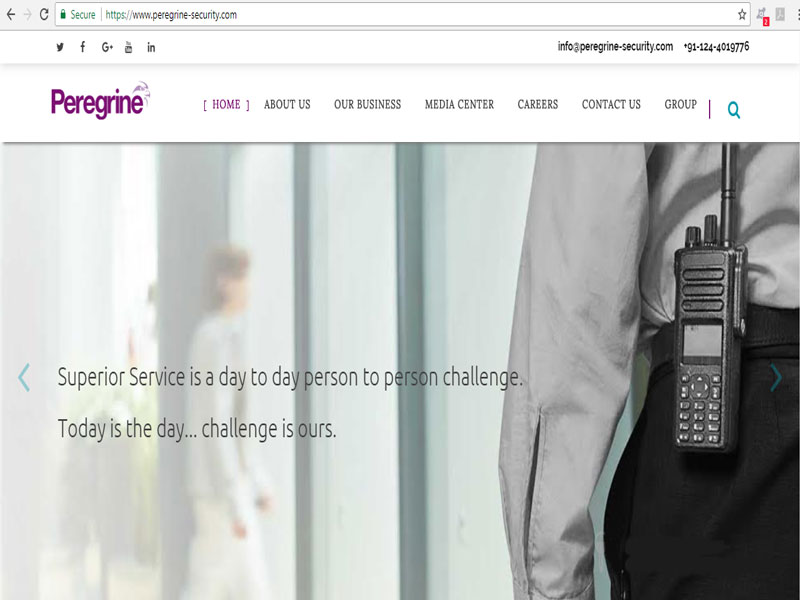 Secure | https://www.peregrine-security.com
2
info@peregrine-security.com +91-124-4019776
Peregrine
[ HOME ] ABOUT US OUR BUSINESS MEDIA CENTER CAREERS CONTACT US GROUP
Superior Service is a day to day person to person challenge.
Today is the day... challenge is ours.